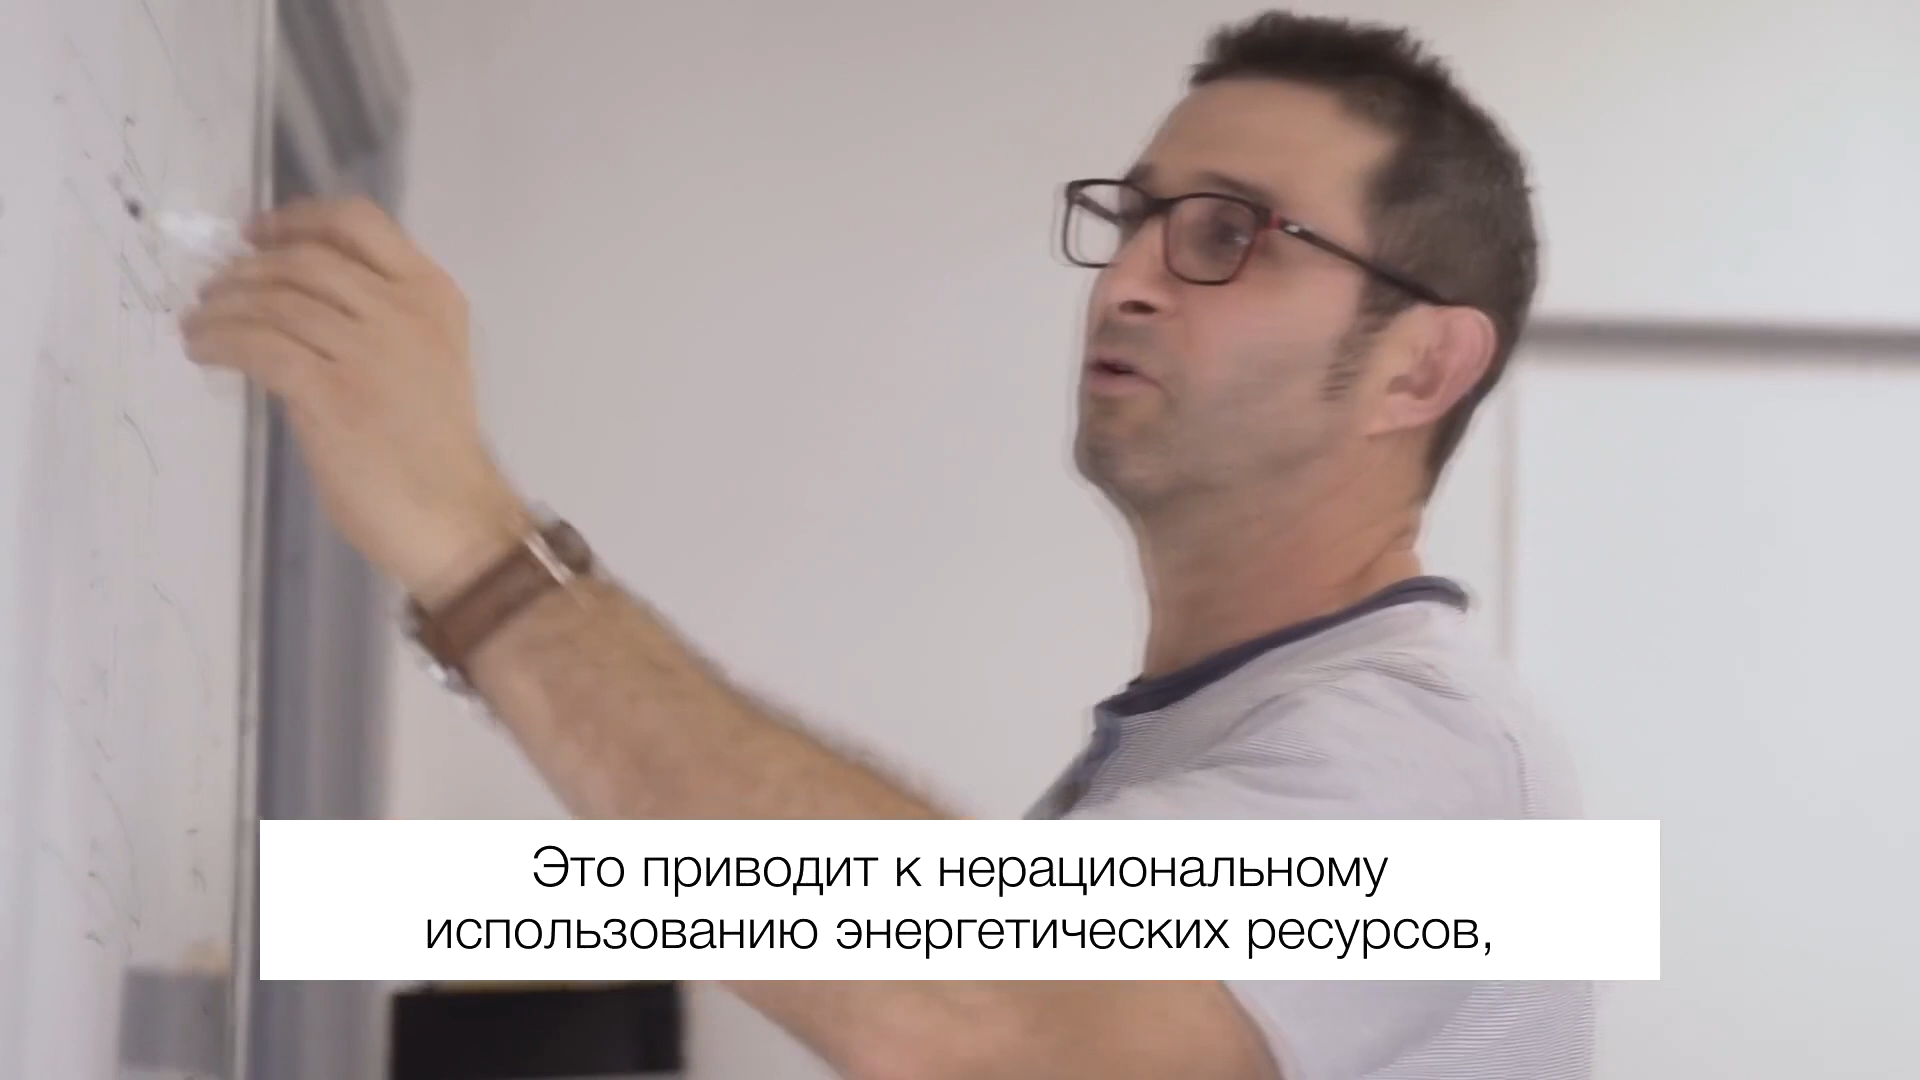 Это приводит к нерациональному
использованию энергетических ресурсов,